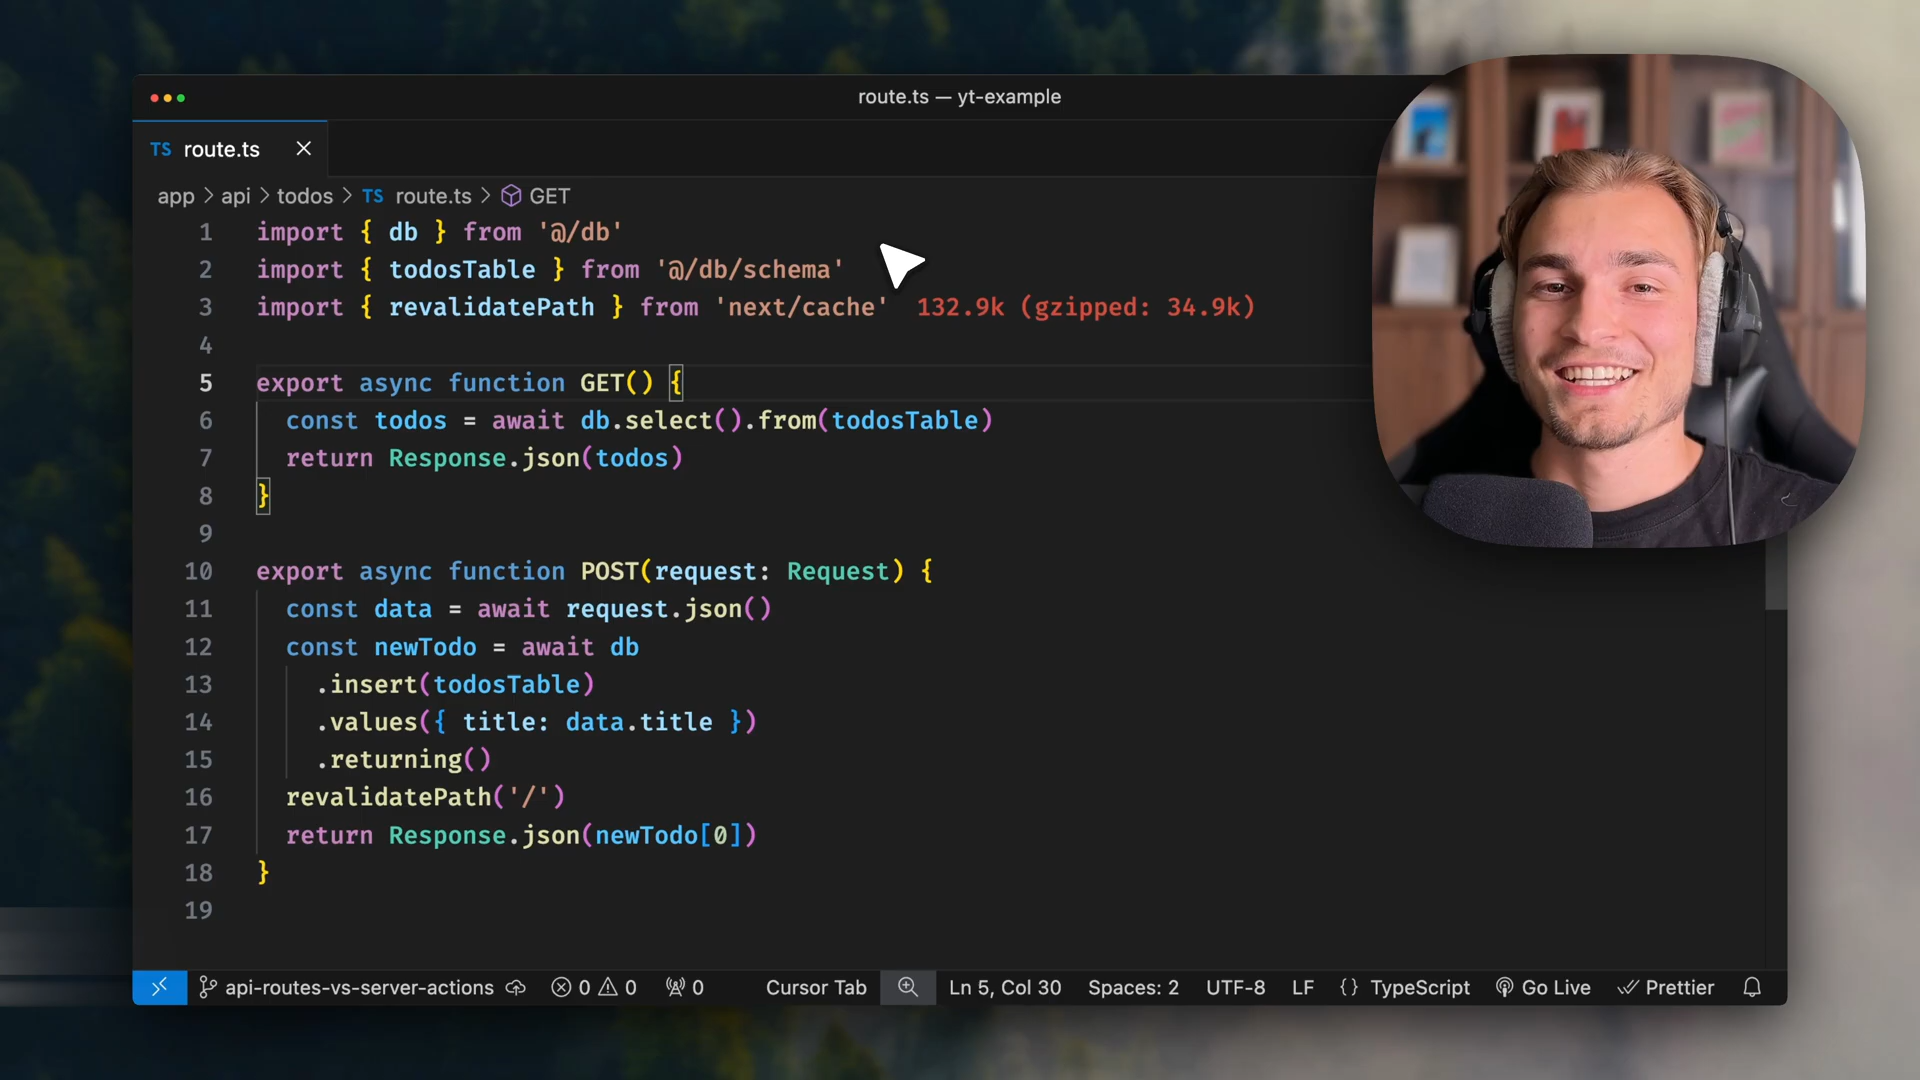 route.ts — yt-example
TS route.ts
app > api > todos > TS route.ts > GET
1 import { db } from '@/db'
2 import { todosTable } from '@/db/schema'
3 import { revalidatePath } from 'next/cache' 132.9k (gzipped: 34.9k)
4
5 export async function GET() {
6 const todos = await db.select().from(todosTable)
7 return Response.json(todos)
8 }
9
10 export async function POST(request: Request) {
11 const data = await request.json()
12 const newTodo = await db
13 .insert(todosTable)
14 .values({ title: data.title })
15 .returning()
16 revalidatePath('/')
17 return Response.json(newTodo[0])
18 }
19
api-routes-vs-server-actions 0 0 0 Cursor Tab Ln 5, Col 30 Spaces: 2 UTF-8 LF {} TypeScript Go Live Prettier